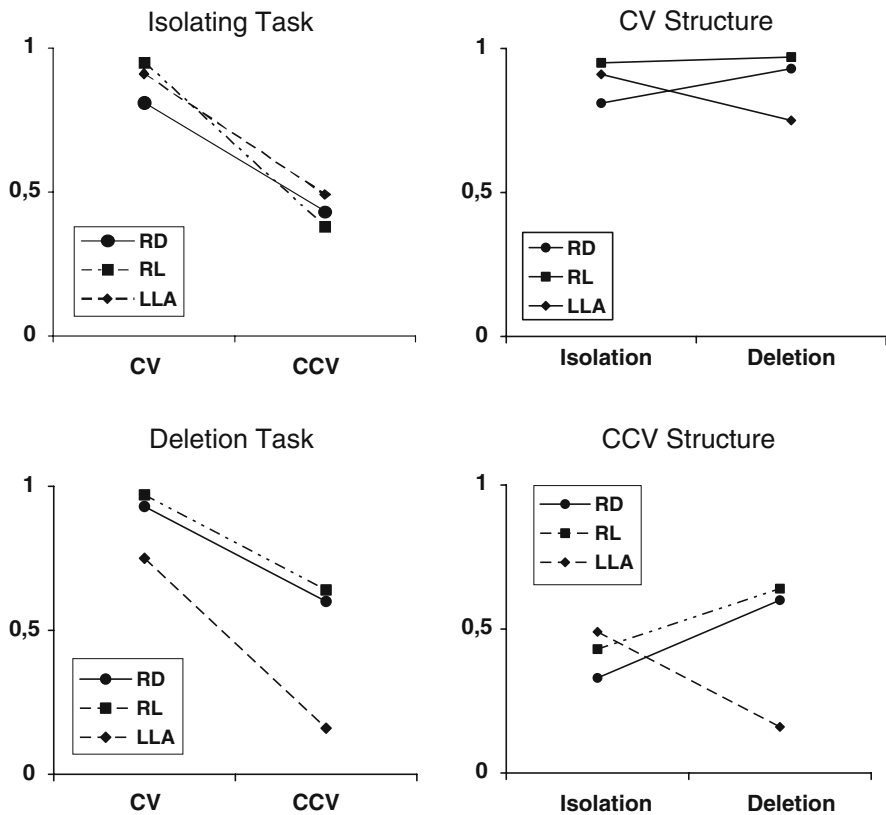 Isolating Task
1
0,5
0
RD
RL
LLA
CV
CCV
CV Structure
1
0,5
0
RD
RL
LLA
Isolation
Deletion
Deletion Task
1
0,5
0
RD
RL
LLA
CV
CCV
CCV Structure
1
0,5
0
RD
RL
LLA
Isolation
Deletion